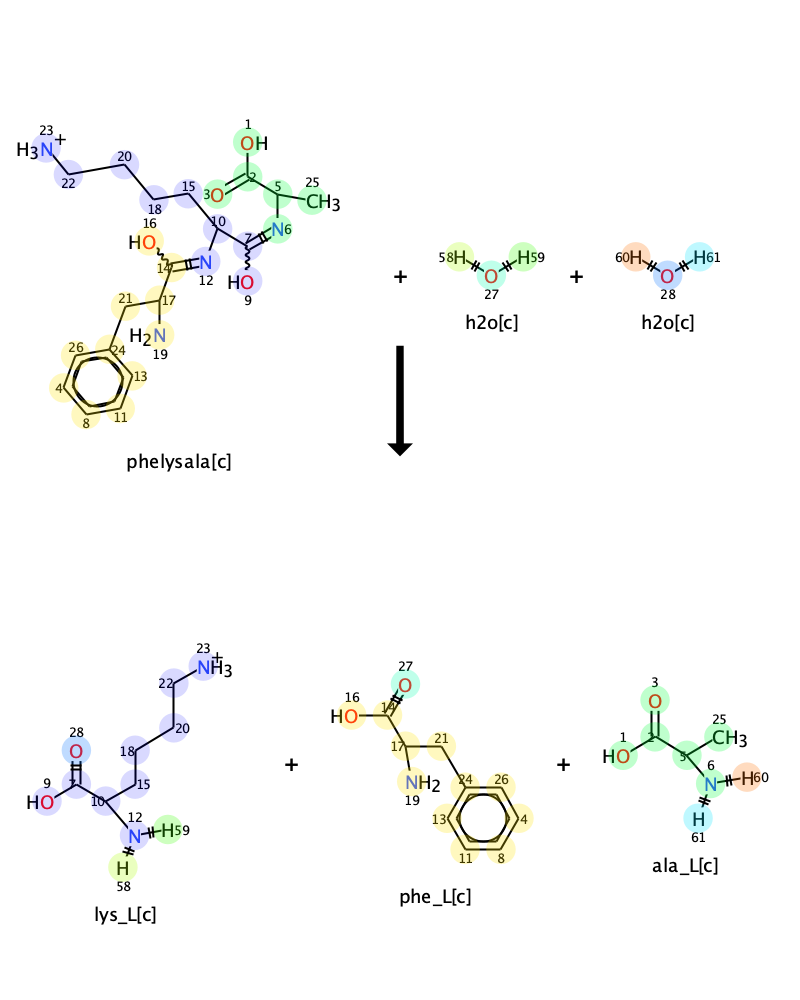 1
23
H3N+
20
2
22
3O
5
25
CH3
15
18
10
OH
N6
16
HO
7
14
N
12
HO
9
21
17
H2N
19
26
24
4
13
8
11
phelysala[c]
+
58H
H59
O
27
h2o[c]
+
60H
H61
O
28
h2o[c]
23
NH3+
22
20
28
O
18
9
HO
7
10
15
12
N
H59
H
58
lys_L[c]
+
27
O
16
HO
14
17
21
NH2
19
24
26
13
4
11
8
phe_L[c]
+
3
O
25
CH3
1
HO
2
5
6
N
H60
H
61
ala_L[c]